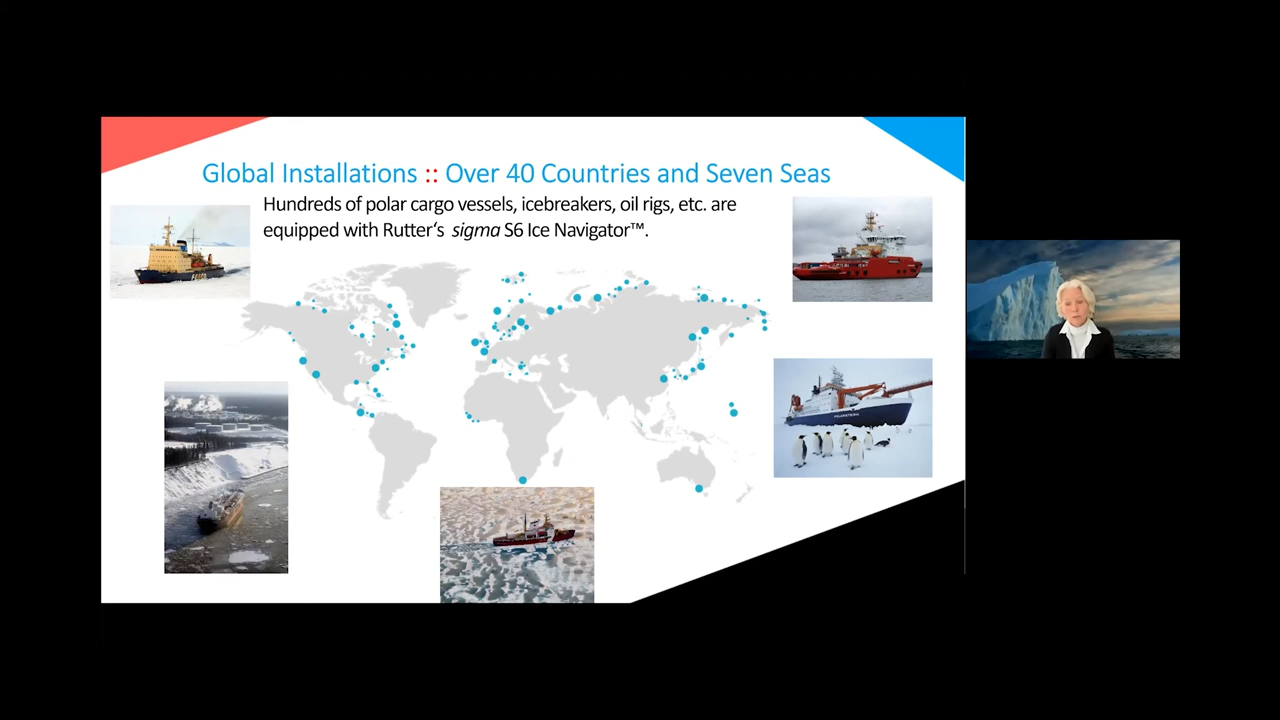 Global Installations :: Over 40 Countries and Seven Seas
Hundreds of polar cargo vessels, icebreakers, oil rigs, etc. are
equipped with Rutter‘s sigma S6 Ice Navigator™.
POLARSTERN